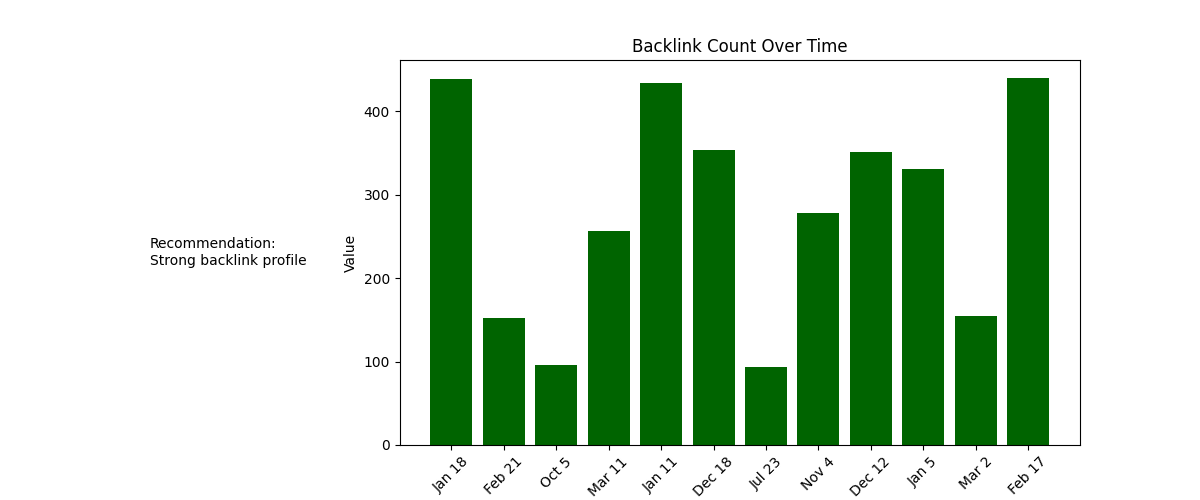 Backlink Count Over Time
Recommendation:
Strong backlink profile
Value
400
300
200
100
0
Jan 18
Feb 21
Oct 5
Mar 11
Jan 11
Dec 18
Jul 23
Nov 4
Dec 12
Jan 5
Mar 2
Feb 17